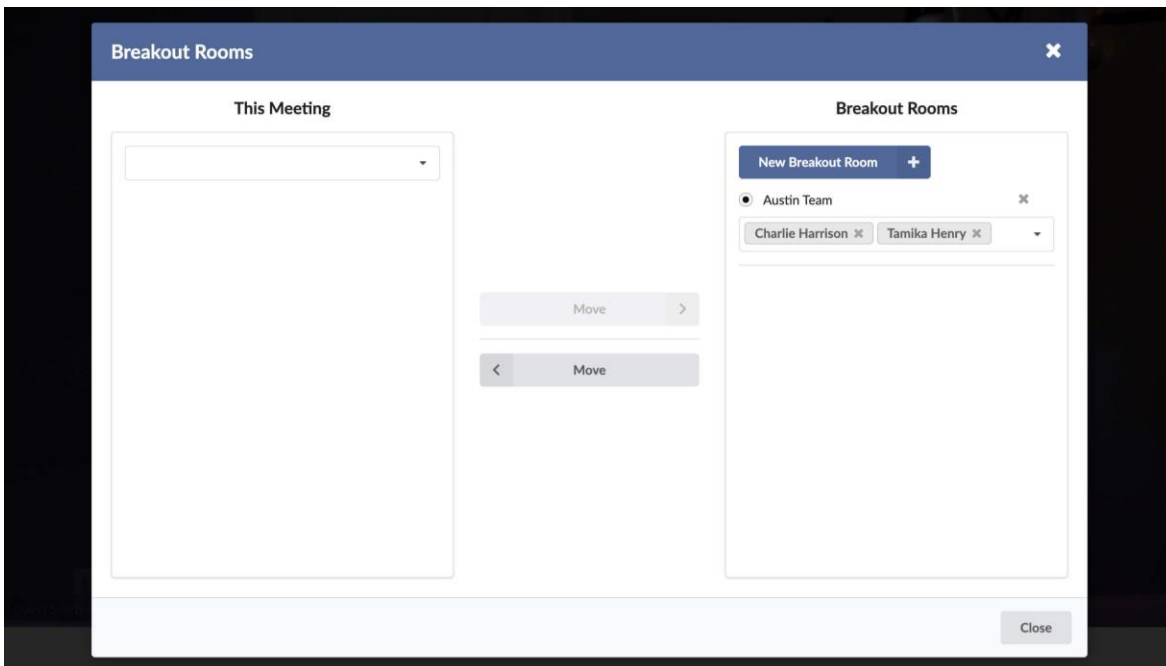 Breakout Rooms
This Meeting
Breakout Rooms
New Breakout Room
Austin Team
Charlie Harrison Tamika Henry
Move
Move
Close